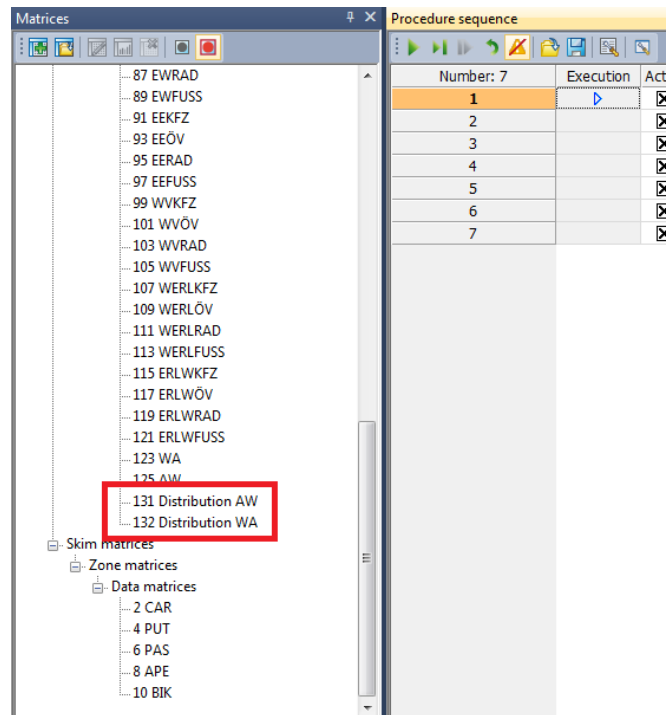 Matrices
87 EWRAD
89 EWFUSS
91 EEKFZ
93 EEÖV
95 EERAD
97 EEFUSS
99 WVKFZ
101 WVÖV
103 WVRAD
105 WVFUSS
107 WERLKFZ
109 WERLÖV
111 WERLRAD
113 WERLFUSS
115 ERLWKFZ
117 ERLWÖV
119 ERLWRAD
121 ERLWFUSS
123 WA
125 AW
131 Distribution AW
132 Distribution WA
Skim matrices
Zone matrices
Data matrices
2 CAR
4 PUT
6 PAS
8 APE
10 BIK
Procedure sequence
Number: 7 Execution Act
1
2
3
4
5
6
7